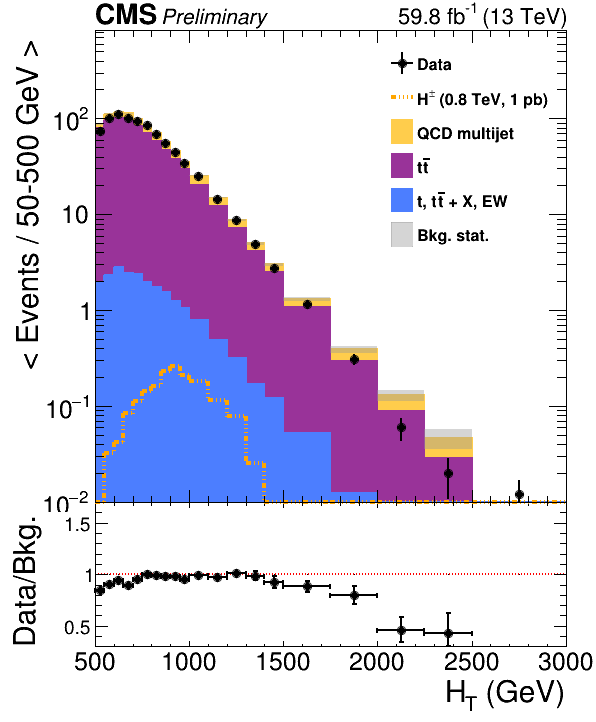 CMS Preliminary 59.8 fb⁻¹ (13 TeV)
< Events / 50-500 GeV >
10²
10
1
10⁻¹
10⁻²
Data
H± (0.8 TeV, 1 pb)
QCD multijet
tt̅
t, tt̅ + X, EW
Bkg. stat.
Data/Bkg.
1.5
1
0.5
500 1000 1500 2000 2500 3000
H_T (GeV)